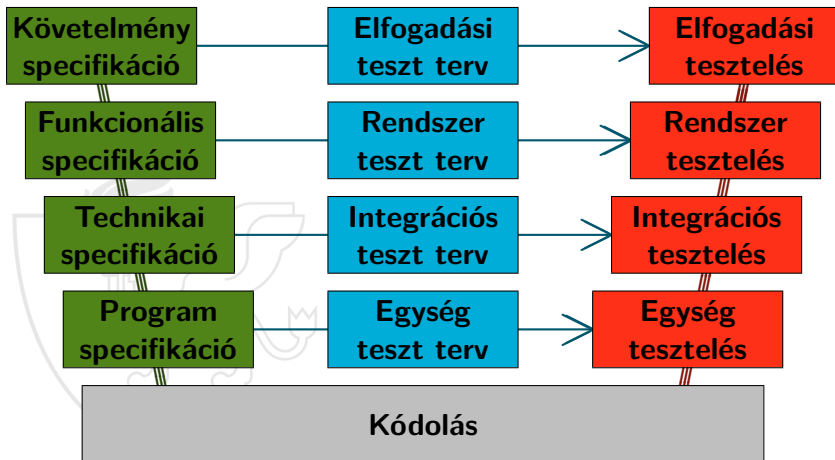 Követelmény
specifikáció
Elfogadási
teszt terv
Elfogadási
tesztelés
Funkcionális
specifikáció
Rendszer
teszt terv
Rendszer
tesztelés
Technikai
specifikáció
Integrációs
teszt terv
Integrációs
tesztelés
Program
specifikáció
Egység
teszt terv
Egység
tesztelés
Kódolás